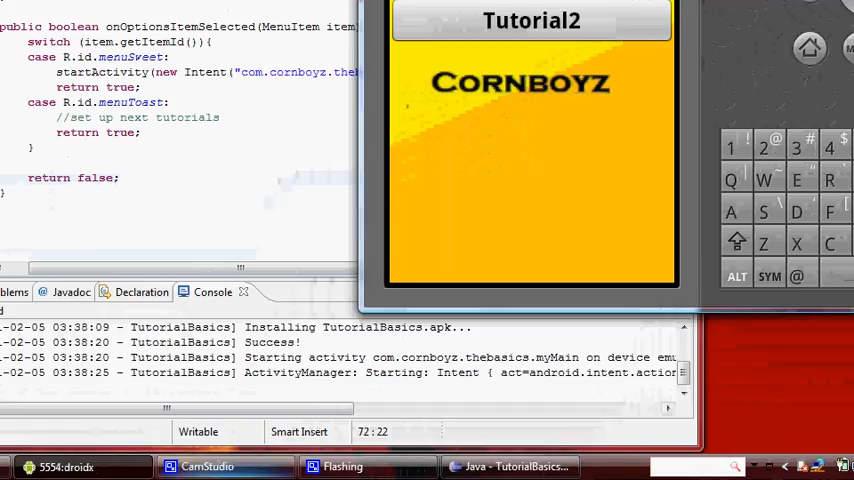 Tutorial2
public boolean onOptionsItemSelected(MenuItem item)
switch (item.getItemId()){
case R.id.menuSweet:
startActivity(new Intent("com.cornboyz.theb
return true;
case R.id.menuToast:
//set up next tutorials
return true;
}
return false;
}
CORNBOYZ
1 ! 2 @ 3 # 4 $
Q W E R
A S D F
Z X C
ALT SYM @
blems Javadoc Declaration Console
-02-05 03:38:09 - TutorialBasics] Installing TutorialBasics.apk...
-02-05 03:38:20 - TutorialBasics] Success!
-02-05 03:38:20 - TutorialBasics] Starting activity com.cornboyz.thebasics.myMain on device emu
-02-05 03:38:25 - TutorialBasics] ActivityManager: Starting: Intent { act=android.intent.action
Writable Smart Insert 72:22
5554:droidx CamStudio Flashing Java - TutorialBasics...